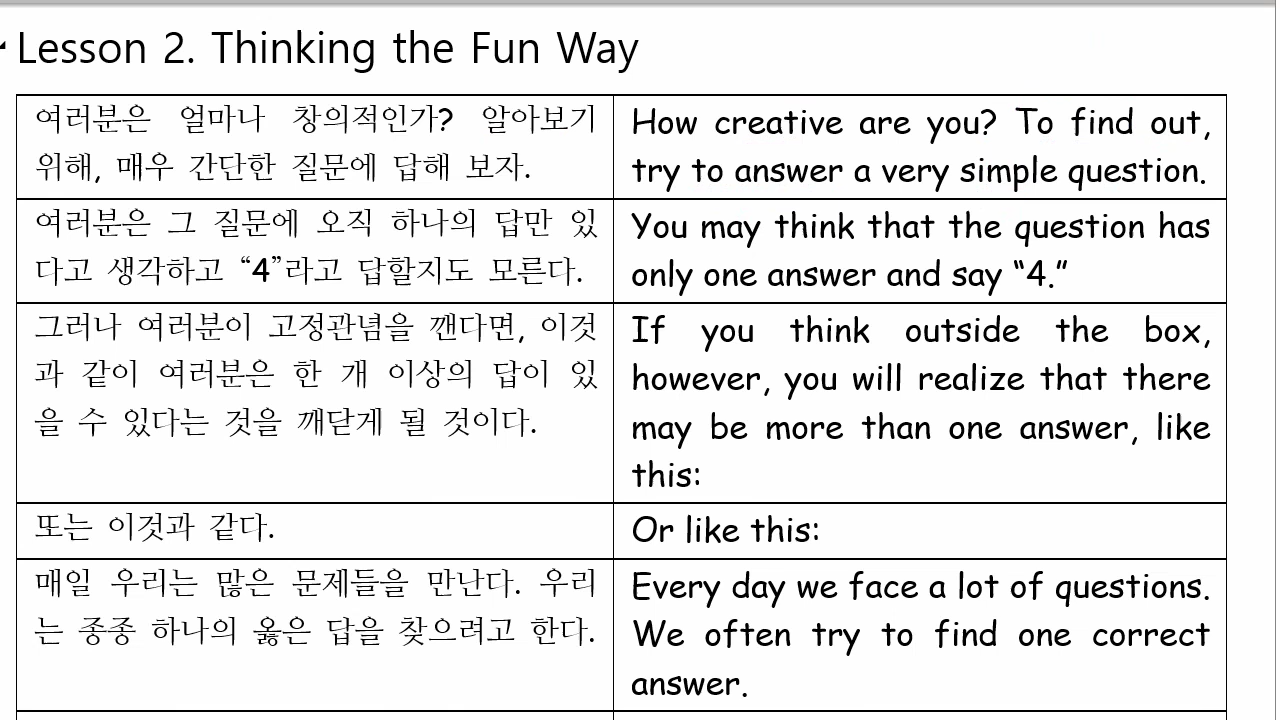 Lesson 2. Thinking the Fun Way
여러분은 얼마나 창의적인가? 알아보기
위해, 매우 간단한 질문에 답해 보자.
How creative are you? To find out,
try to answer a very simple question.
여러분은 그 질문에 오직 하나의 답만 있
다고 생각하고 “4”라고 답할지도 모른다.
You may think that the question has
only one answer and say “4.”
그러나 여러분이 고정관념을 깬다면, 이것
과 같이 여러분은 한 개 이상의 답이 있
을 수 있다는 것을 깨닫게 될 것이다.
If you think outside the box,
however, you will realize that there
may be more than one answer, like
this:
또는 이것과 같다.
Or like this:
매일 우리는 많은 문제들을 만난다. 우리
는 종종 하나의 옳은 답을 찾으려고 한다.
Every day we face a lot of questions.
We often try to find one correct
answer.